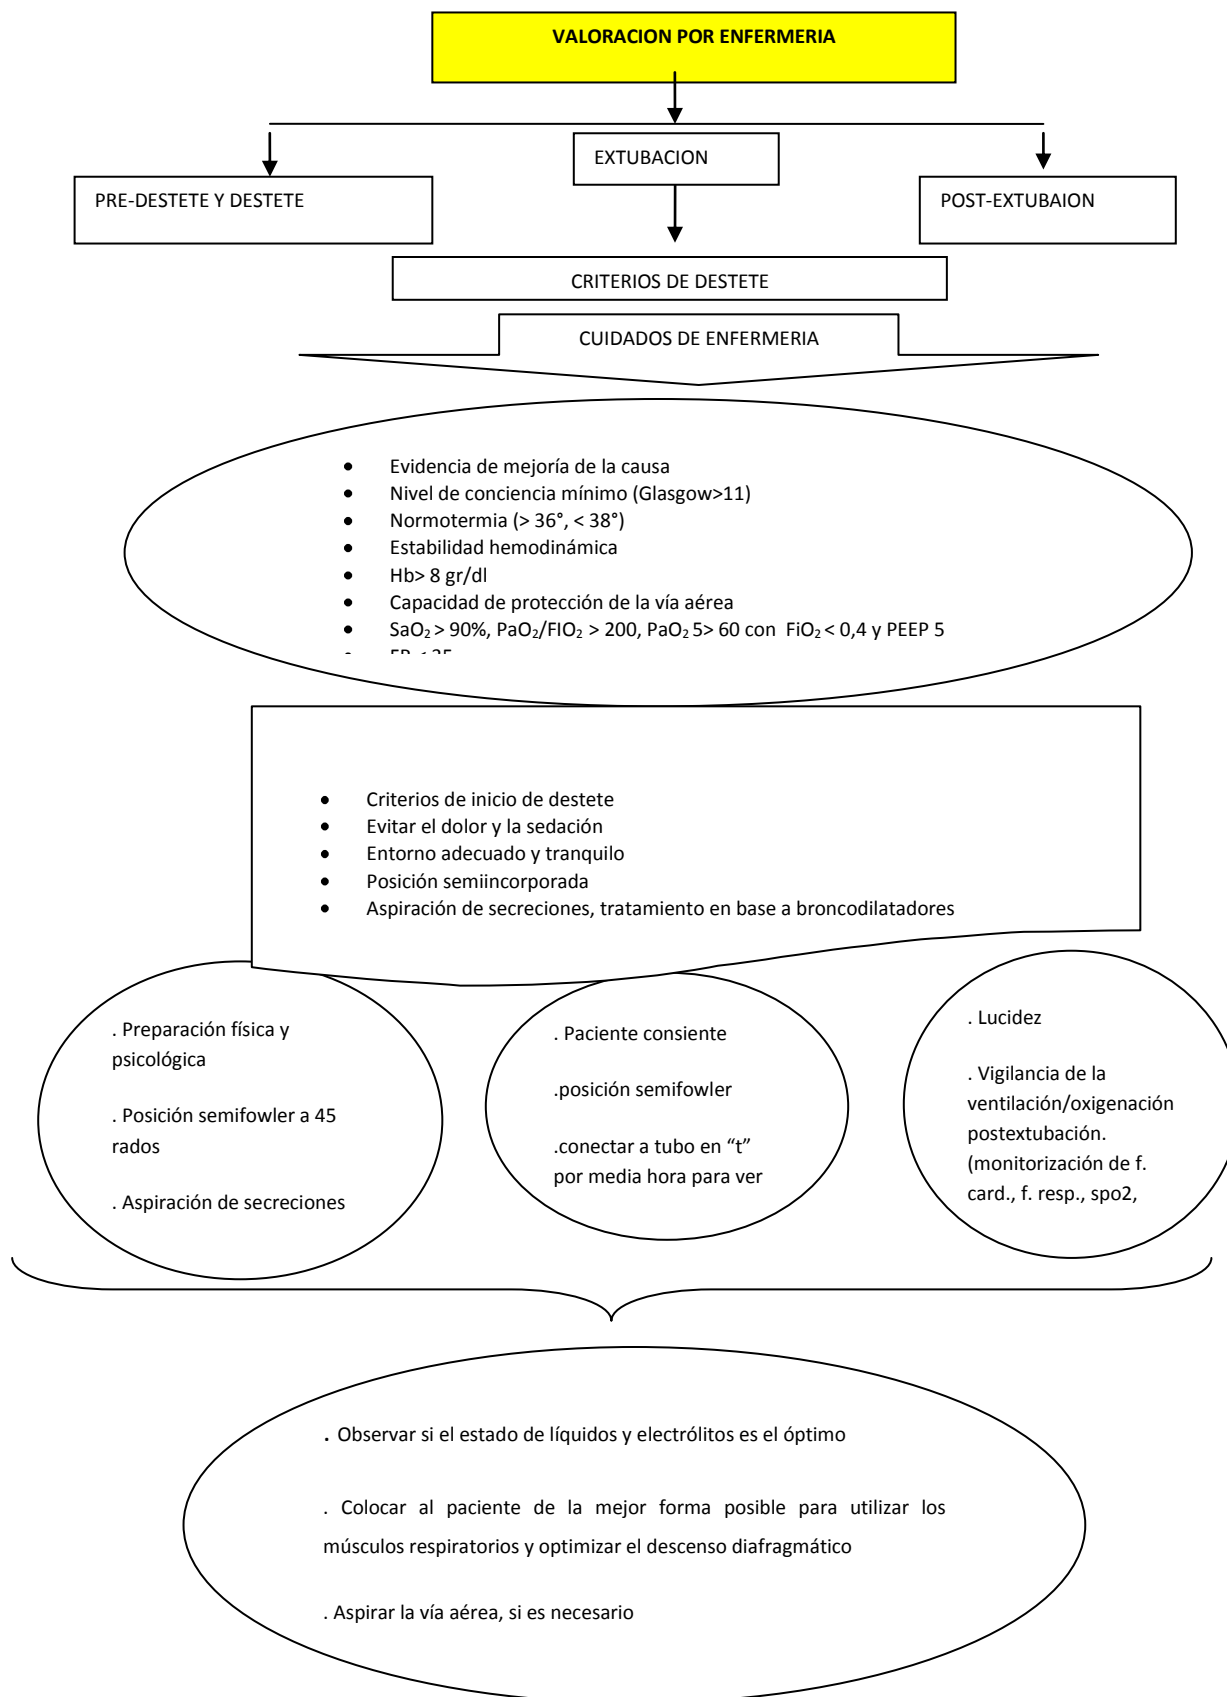 VALORACION POR ENFERMERIA
EXTUBACION
PRE-DESTETE Y DESTETE
POST-EXTUBAION
CRITERIOS DE DESTETE
CUIDADOS DE ENFERMERIA
• Evidencia de mejoría de la causa
• Nivel de conciencia mínimo (Glasgow>11)
• Normotermia (> 36°, < 38°)
• Estabilidad hemodinámica
• Hb> 8 gr/dl
• Capacidad de protección de la vía aérea
• SaO₂ > 90%, PaO₂/FIO₂ > 200, PaO₂ 5> 60 con FiO₂ < 0,4 y PEEP 5
• Criterios de inicio de destete
• Evitar el dolor y la sedación
• Entorno adecuado y tranquilo
• Posición semiincorporada
• Aspiración de secreciones, tratamiento en base a broncodilatadores
. Preparación física y
psicológica
. Posición semifowler a 45
rados
. Aspiración de secreciones
. Paciente consiente
.posición semifowler
.conectar a tubo en “t”
por media hora para ver
. Lucidez
. Vigilancia de la
ventilación/oxigenación
postextubación.
(monitorización de f.
card., f. resp., spo2,
. Observar si el estado de líquidos y electrólitos es el óptimo
. Colocar al paciente de la mejor forma posible para utilizar los
músculos respiratorios y optimizar el descenso diafragmático
. Aspirar la vía aérea, si es necesario